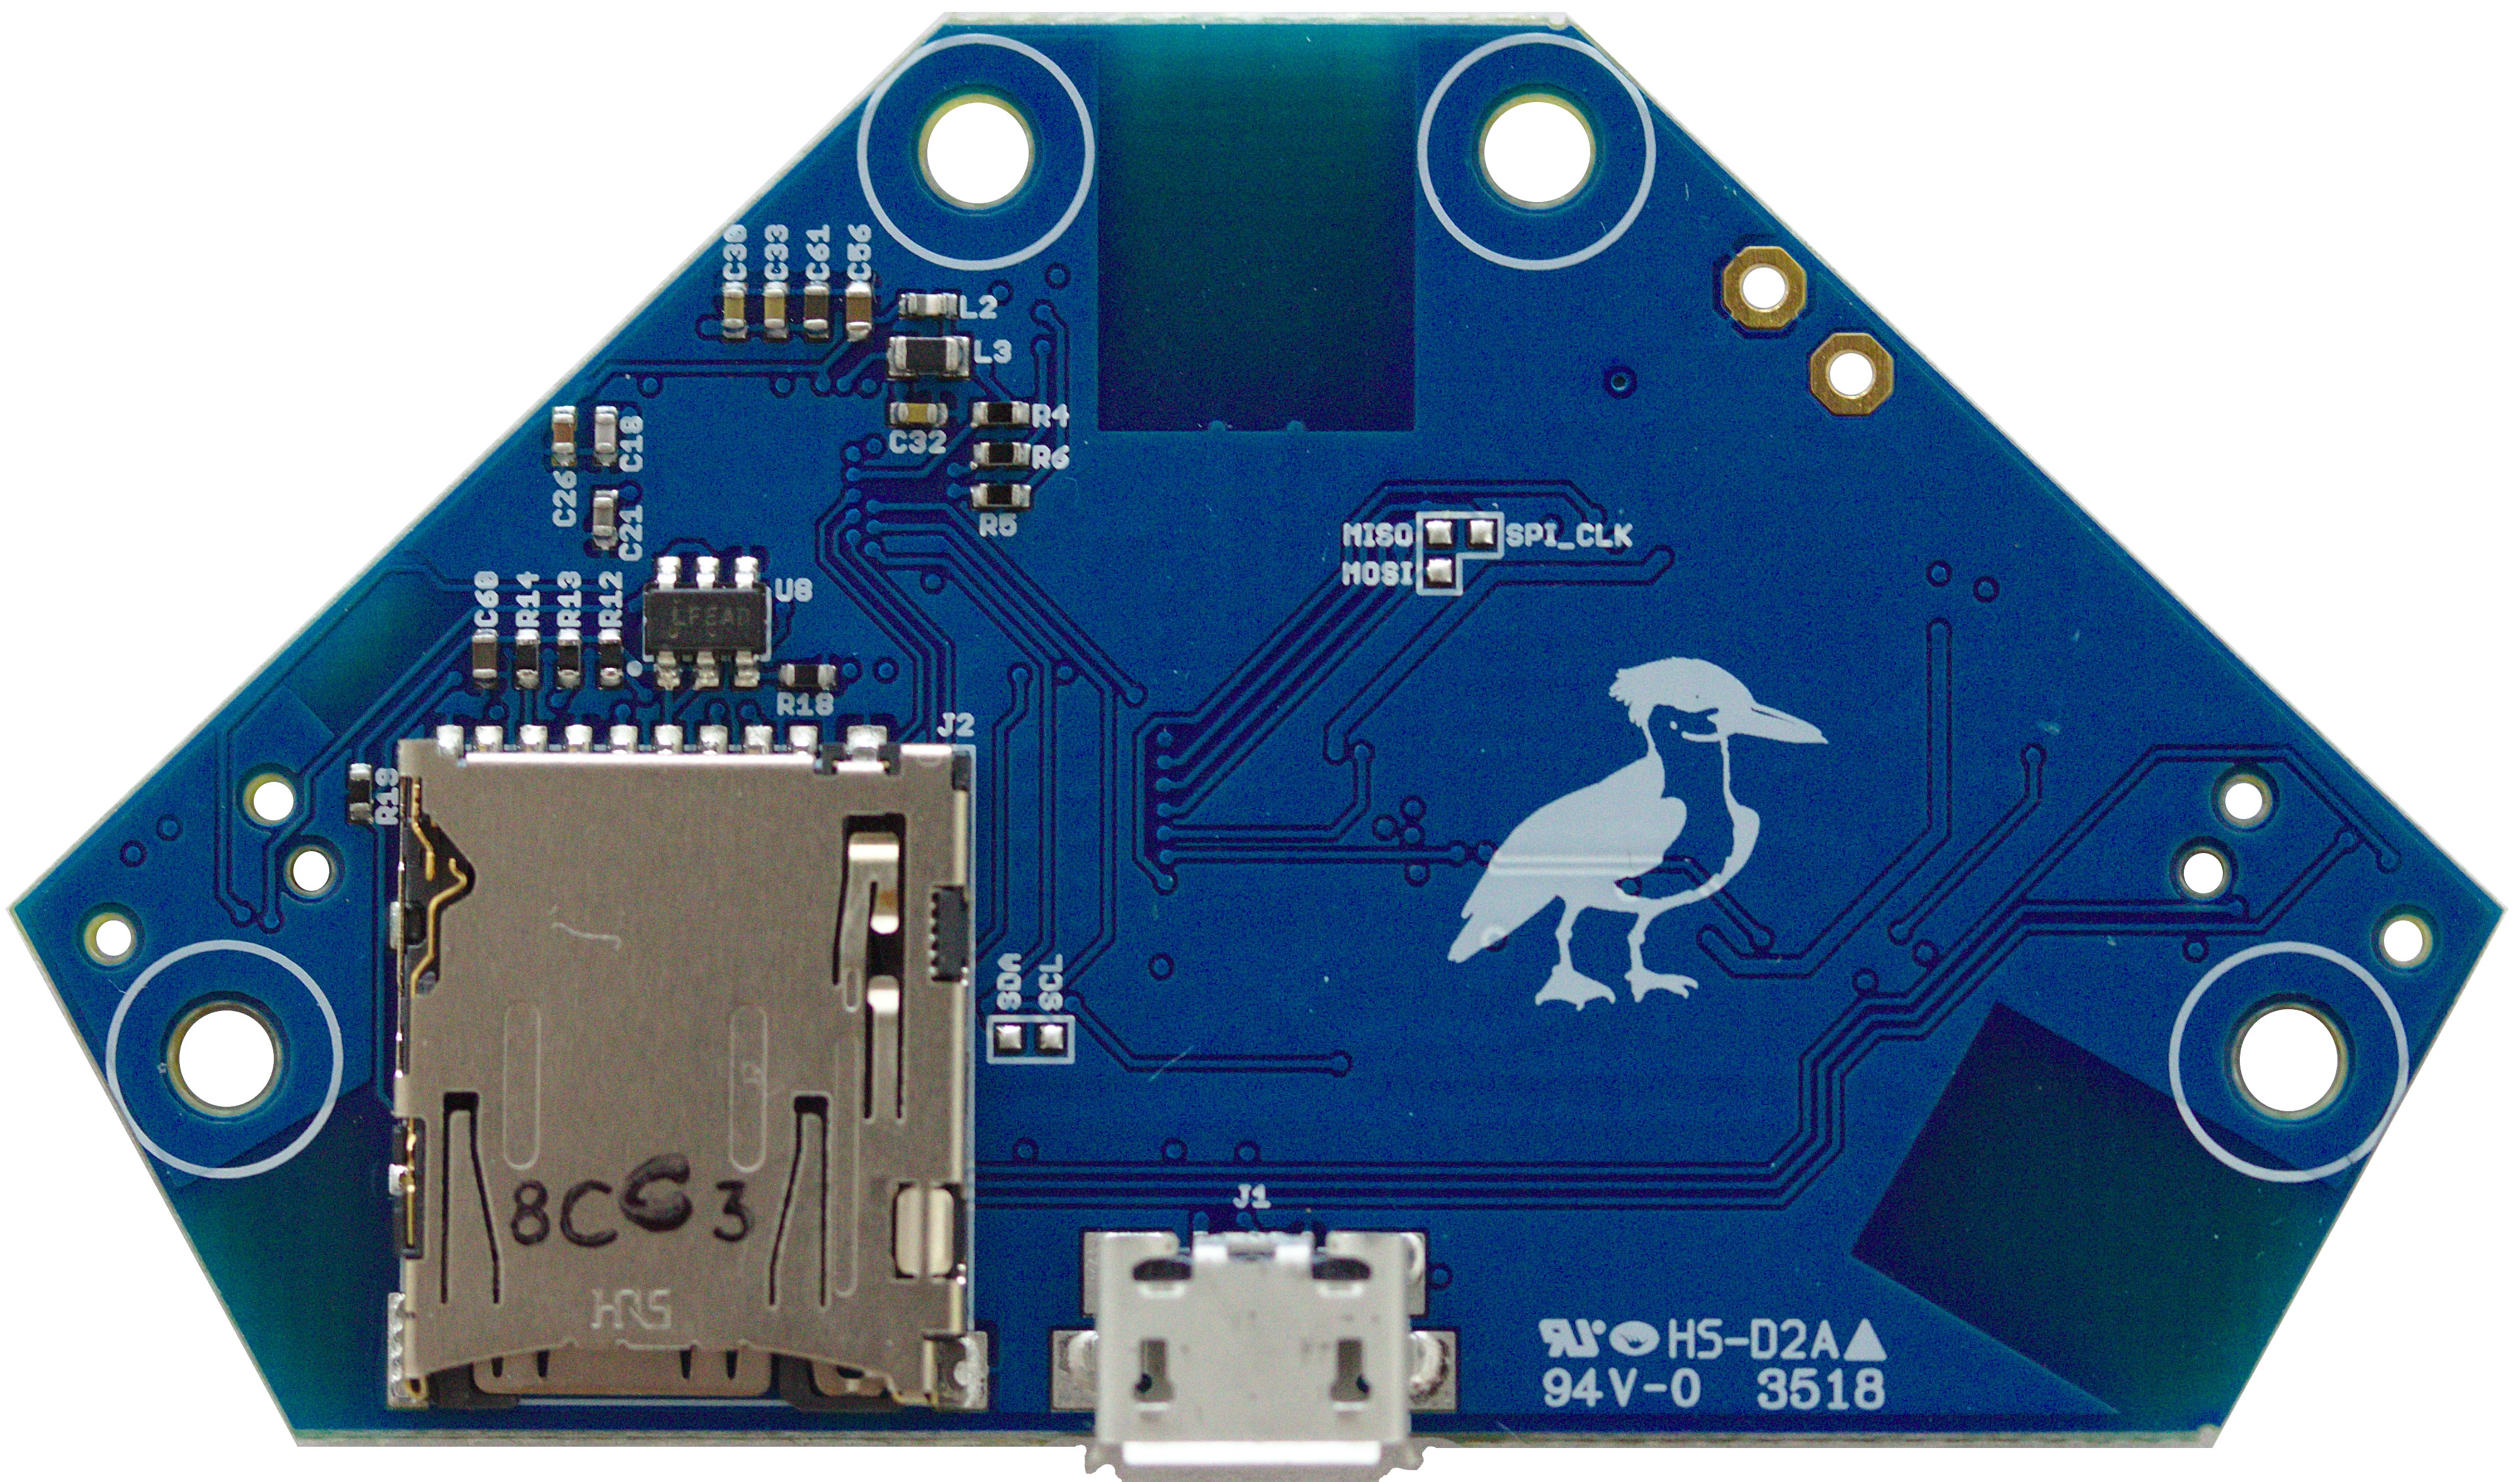 C30
C33
C61
C56
L2
L3
R4
C32
R6
R5
C18
C26
C21
MISO
SPI_CLK
MOSI
C60
R14
R13
R12
U8
LFEAD
R18
J2
R19
SDA
SCL
8C 3
HRS
J1
HS-D2A
94V-0 3518